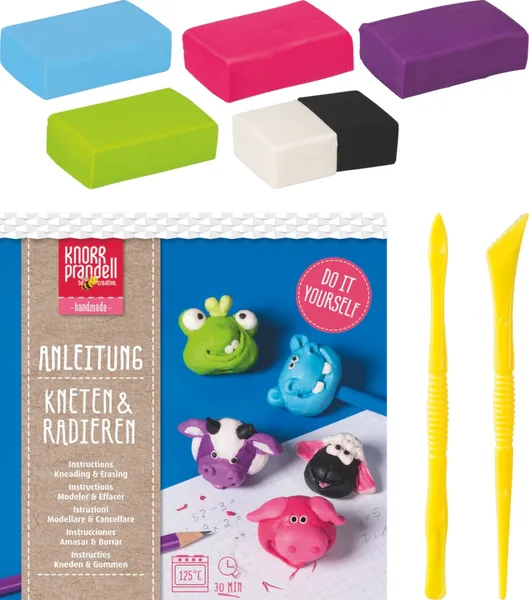 KNORR
prandell
by creative
- handmade -
DO IT
YOURSELF
ANLEITUNG
KNETEN &
RADIEREN
Instructions
Kneading & Erasing
Instructions
Modeler & Effacer
Istruzioni
Modellare & Cancellare
Instrucciones
Amasar & Borrar
Instructies
Kneden & Gommen
125°C
30 MIN